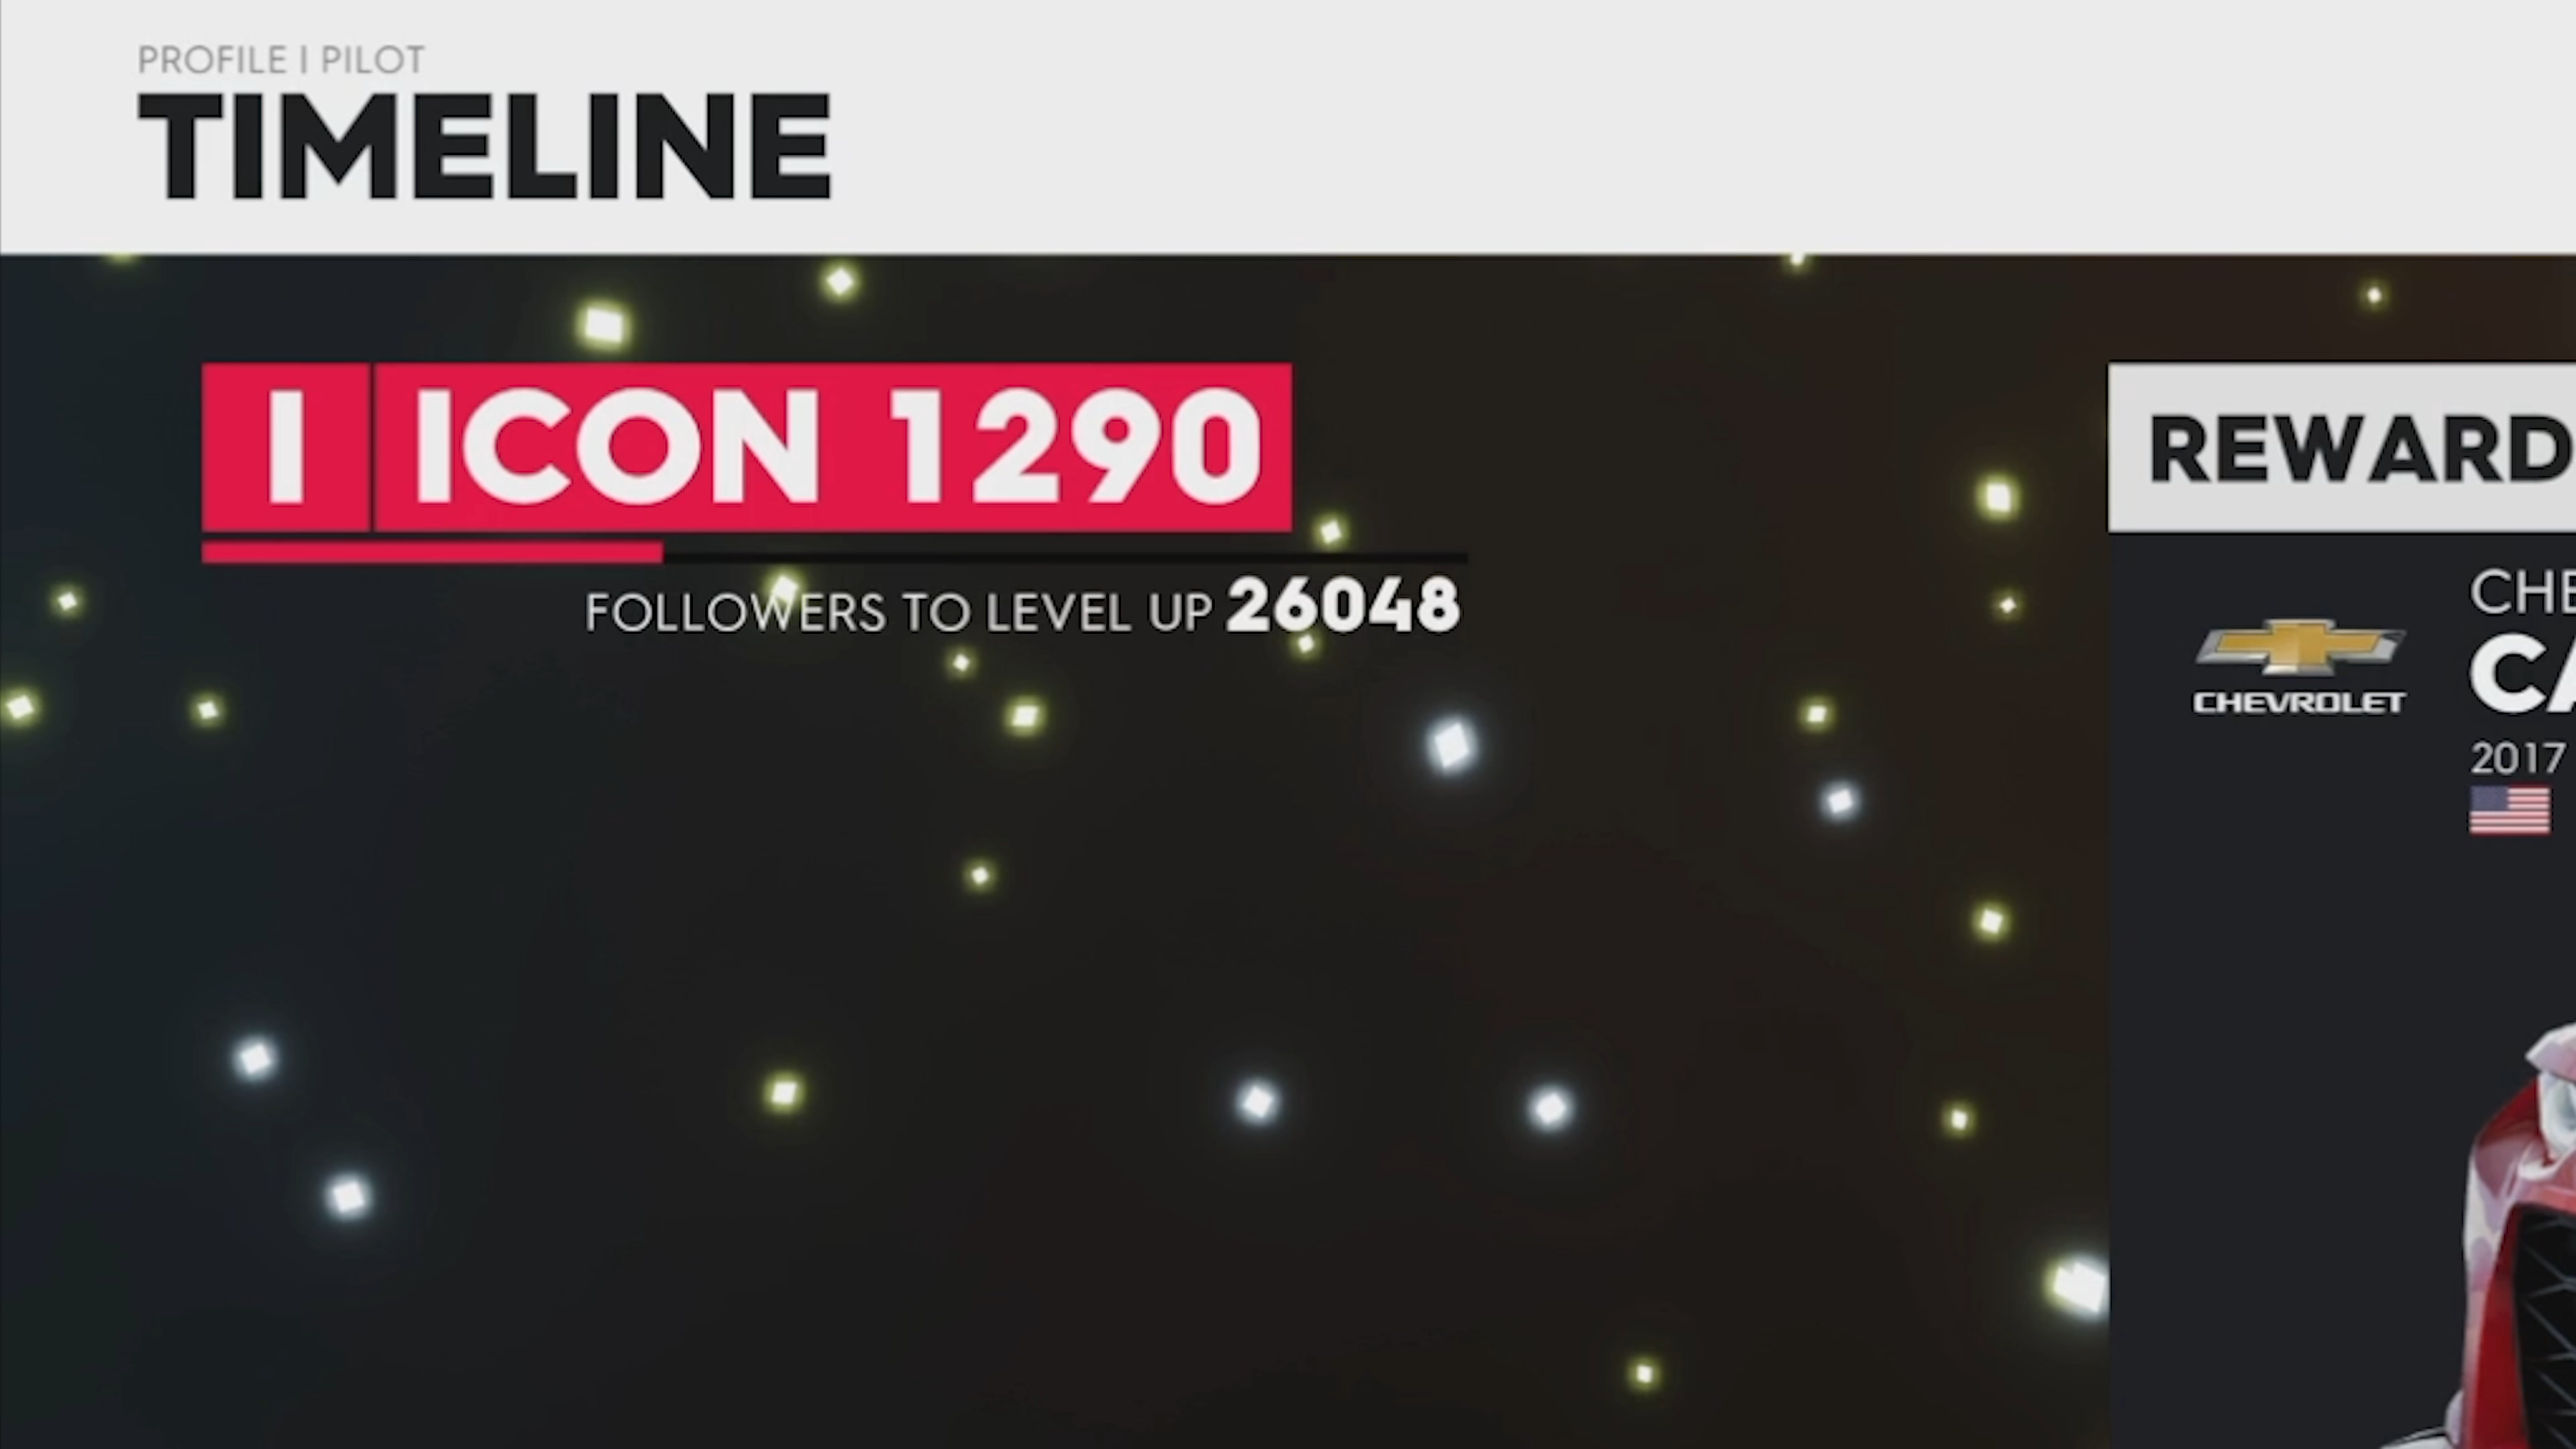 PROFILE | PILOT
TIMELINE
I ICON 1290
FOLLOWERS TO LEVEL UP 26048
REWARD
CHEVROLET
2017